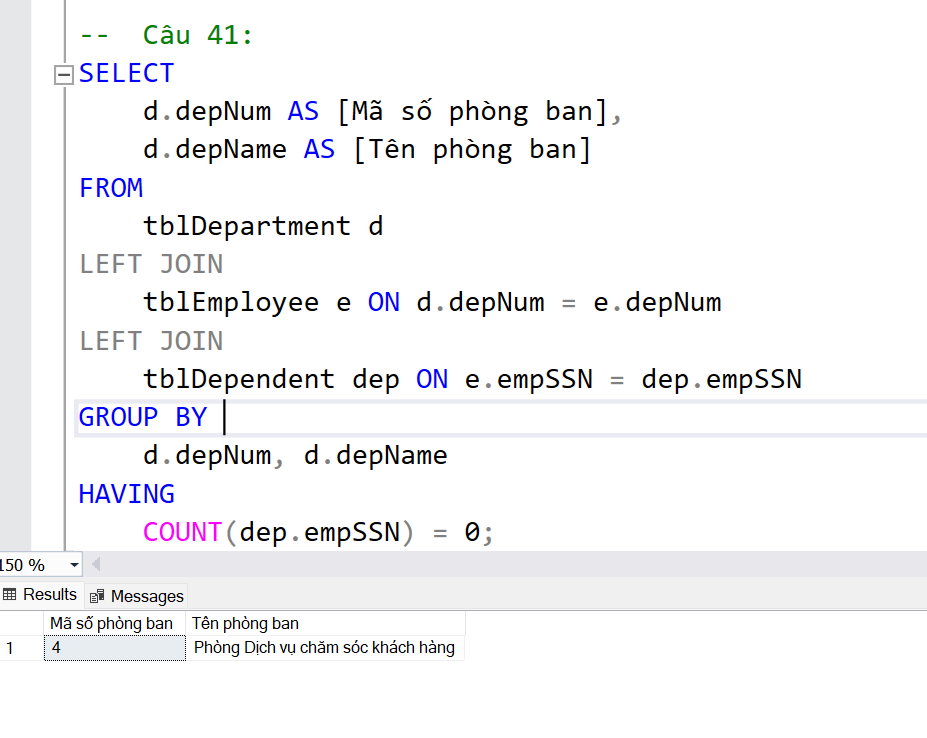 -- Câu 41:
SELECT
d.depNum AS [Mã số phòng ban],
d.depName AS [Tên phòng ban]
FROM
tblDepartment d
LEFT JOIN
tblEmployee e ON d.depNum = e.depNum
LEFT JOIN
tblDependent dep ON e.empSSN = dep.empSSN
GROUP BY
d.depNum, d.depName
HAVING
COUNT(dep.empSSN) = 0;
150 %
Results Messages
Mã số phòng ban Tên phòng ban
1 4 Phòng Dịch vụ chăm sóc khách hàng